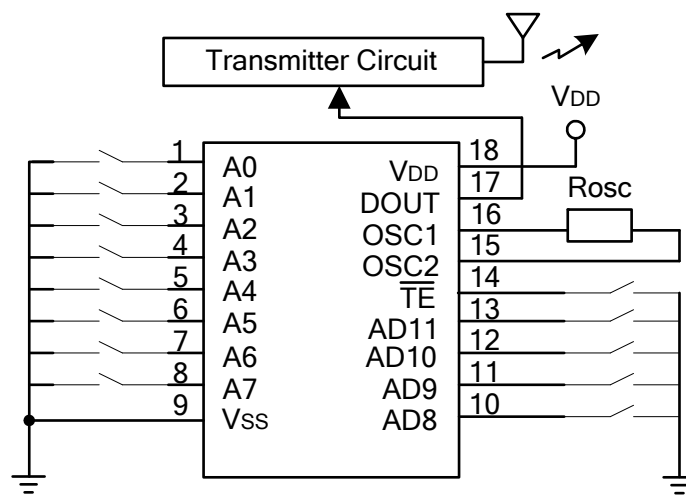 Transmitter Circuit
VDD
1 A0
2 A1
3 A2
4 A3
5 A4
6 A5
7 A6
8 A7
9 VSS
18 VDD
17 DOUT
16 OSC1
Rosc
15 OSC2
14 TE
13 AD11
12 AD10
11 AD9
10 AD8